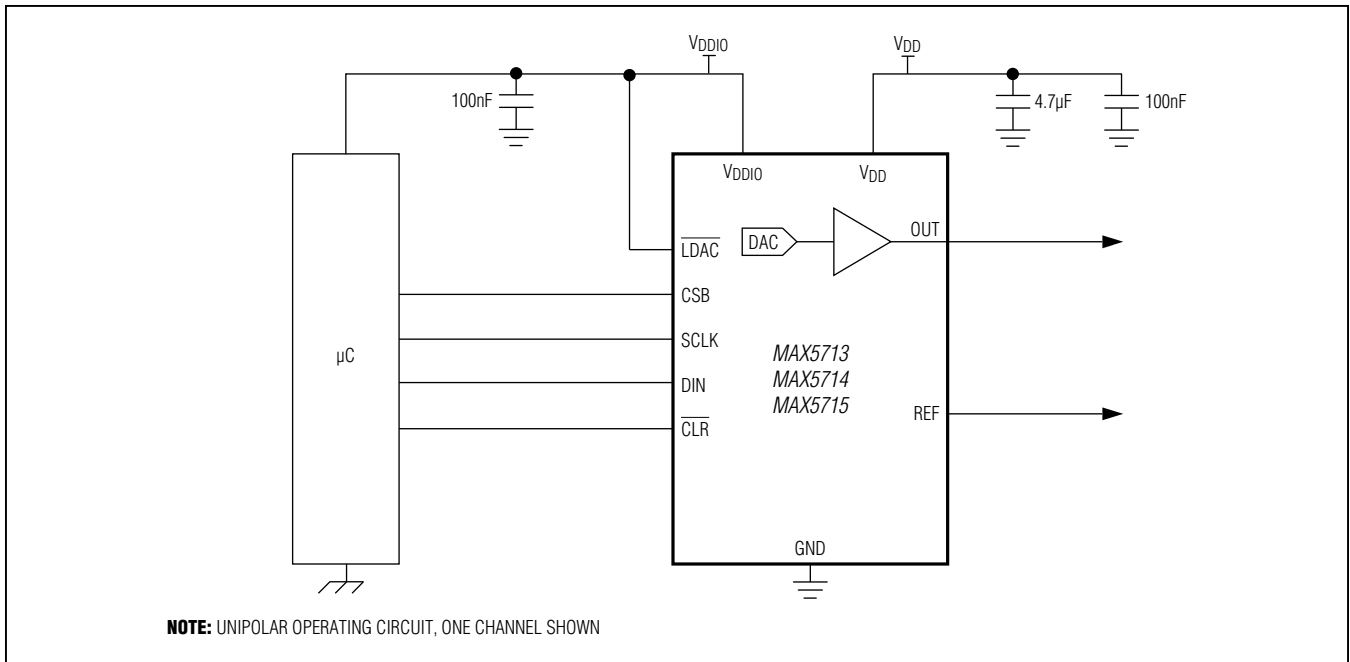 VDDIO
VDD
100nF
4.7µF
100nF
VDDIO
VDD
LDAC
DAC
OUT
CSB
SCLK
µC
MAX5713
MAX5714
MAX5715
DIN
REF
CLR
GND
NOTE: UNIPOLAR OPERATING CIRCUIT, ONE CHANNEL SHOWN